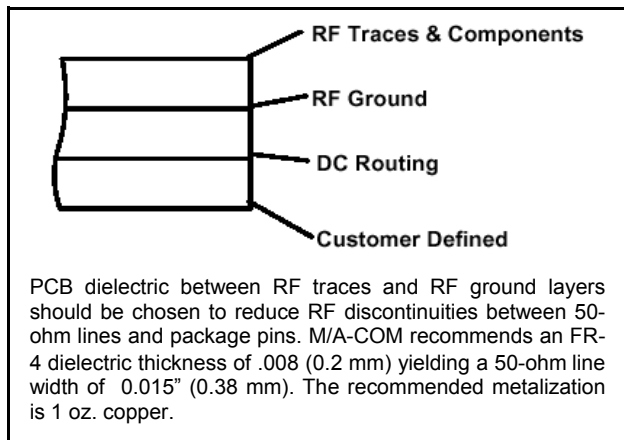 RF Traces & Components
RF Ground
DC Routing
Customer Defined
PCB dielectric between RF traces and RF ground layers
should be chosen to reduce RF discontinuities between 50-
ohm lines and package pins. M/A-COM recommends an FR-
4 dielectric thickness of .008 (0.2 mm) yielding a 50-ohm line
width of 0.015” (0.38 mm). The recommended metalization
is 1 oz. copper.